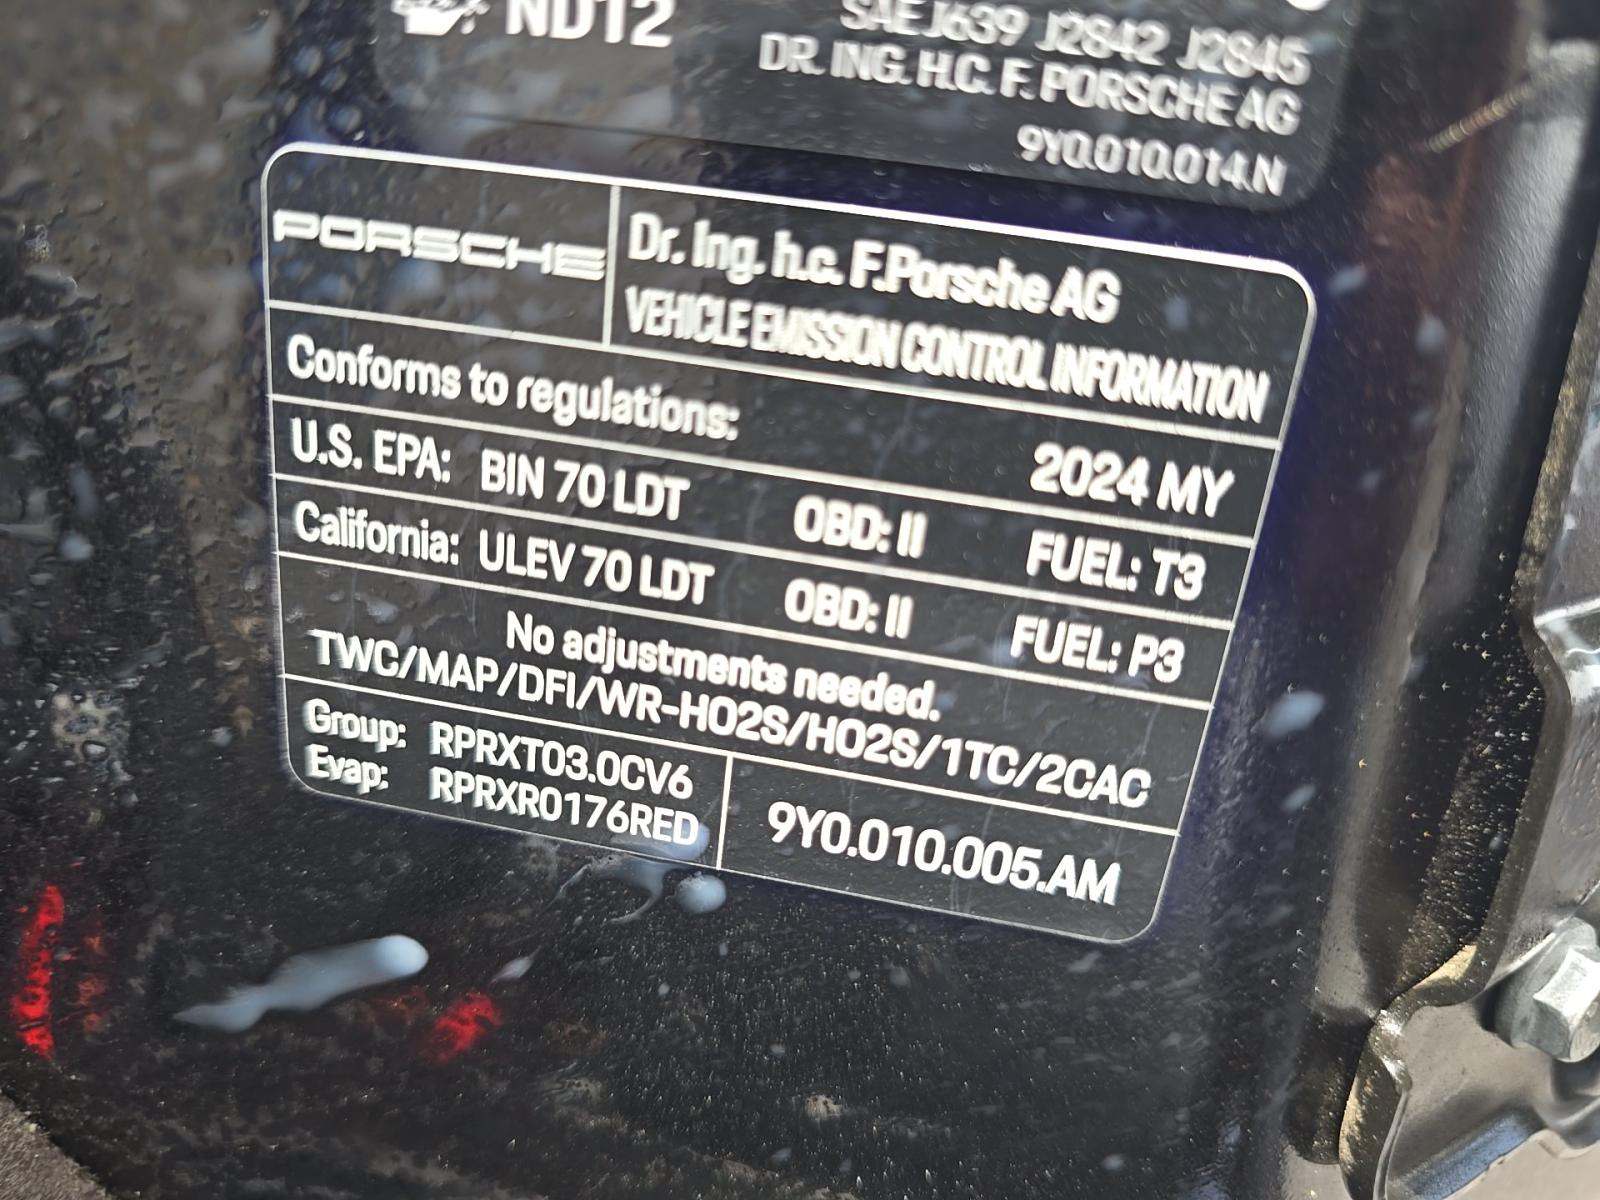 ND12
SAE J639 J2842 J2845
DR. ING. H.C. F. PORSCHE AG
9Y0.010.014.N
PORSCHE
Dr. Ing. h.c. F.Porsche AG
VEHICLE EMISSION CONTROL INFORMATION
Conforms to regulations:
2024 MY
U.S. EPA: BIN 70 LDT OBD: II FUEL: T3
California: ULEV 70 LDT OBD: II FUEL: P3
No adjustments needed.
TWC/MAP/DFI/WR-HO2S/HO2S/1TC/2CAC
Group: RPRXT03.0CV6
Evap: RPRXR0176RED
9Y0.010.005.AM